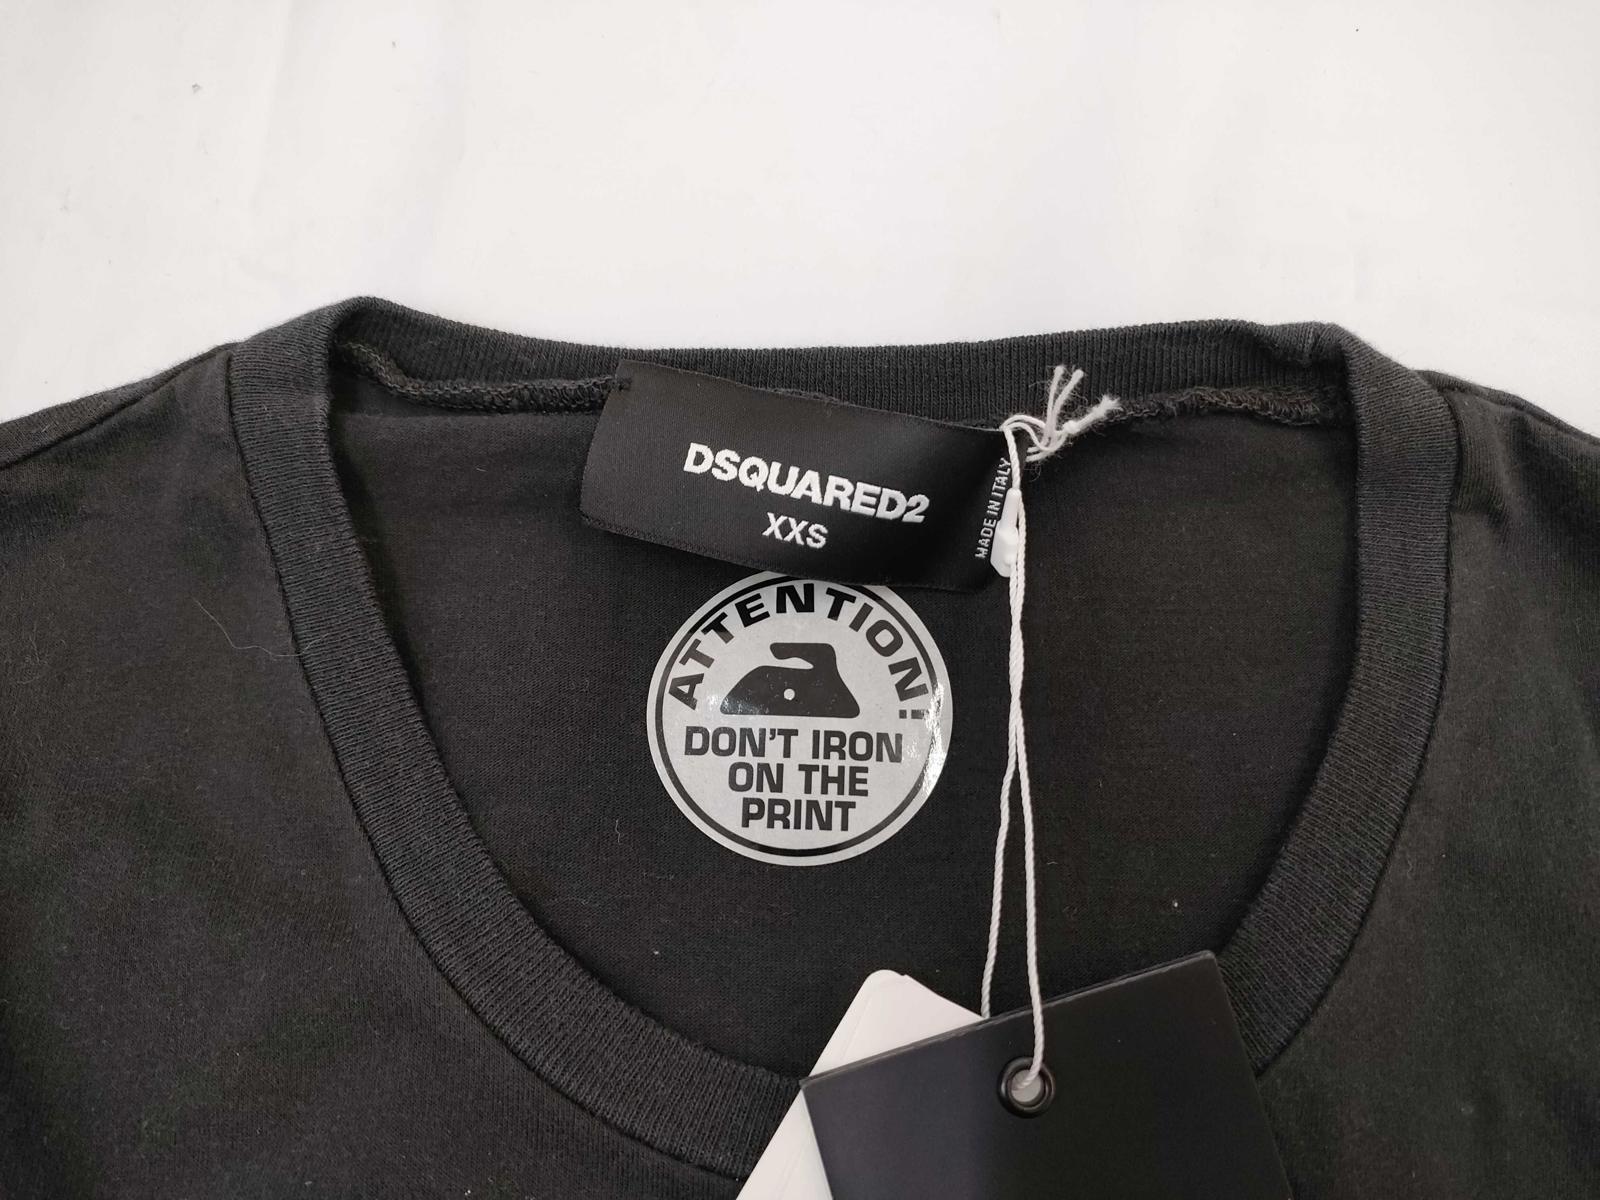 DSQUARED2
XXS
MADE IN ITALY
ATTENTION!
DON'T IRON
ON THE
PRINT